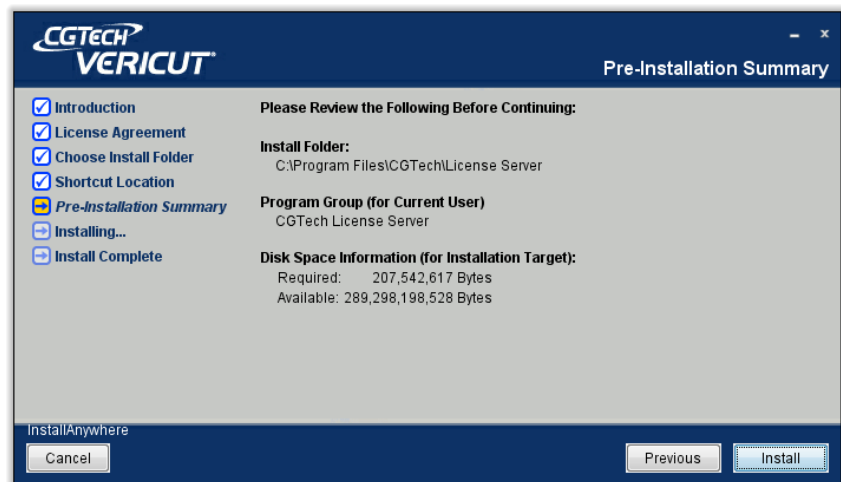 CGTECH
VERICUT
Pre-Installation Summary
Introduction
License Agreement
Choose Install Folder
Shortcut Location
Pre-Installation Summary
Installing...
Install Complete
Please Review the Following Before Continuing:
Install Folder:
C:\Program Files\CGTech\License Server
Program Group (for Current User)
CGTech License Server
Disk Space Information (for Installation Target):
Required: 207,542,617 Bytes
Available: 289,298,198,528 Bytes
InstallAnywhere
Cancel
Previous
Install